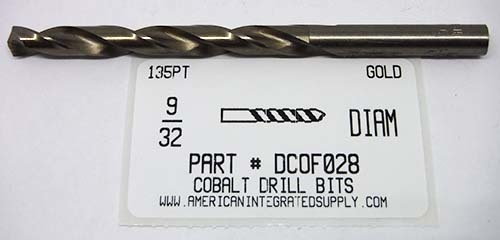 135PT GOLD
9/32 DIAM
PART # DCOF028
COBALT DRILL BITS
WWW.AMERICANINTEGRATEDSUPPLY.COM